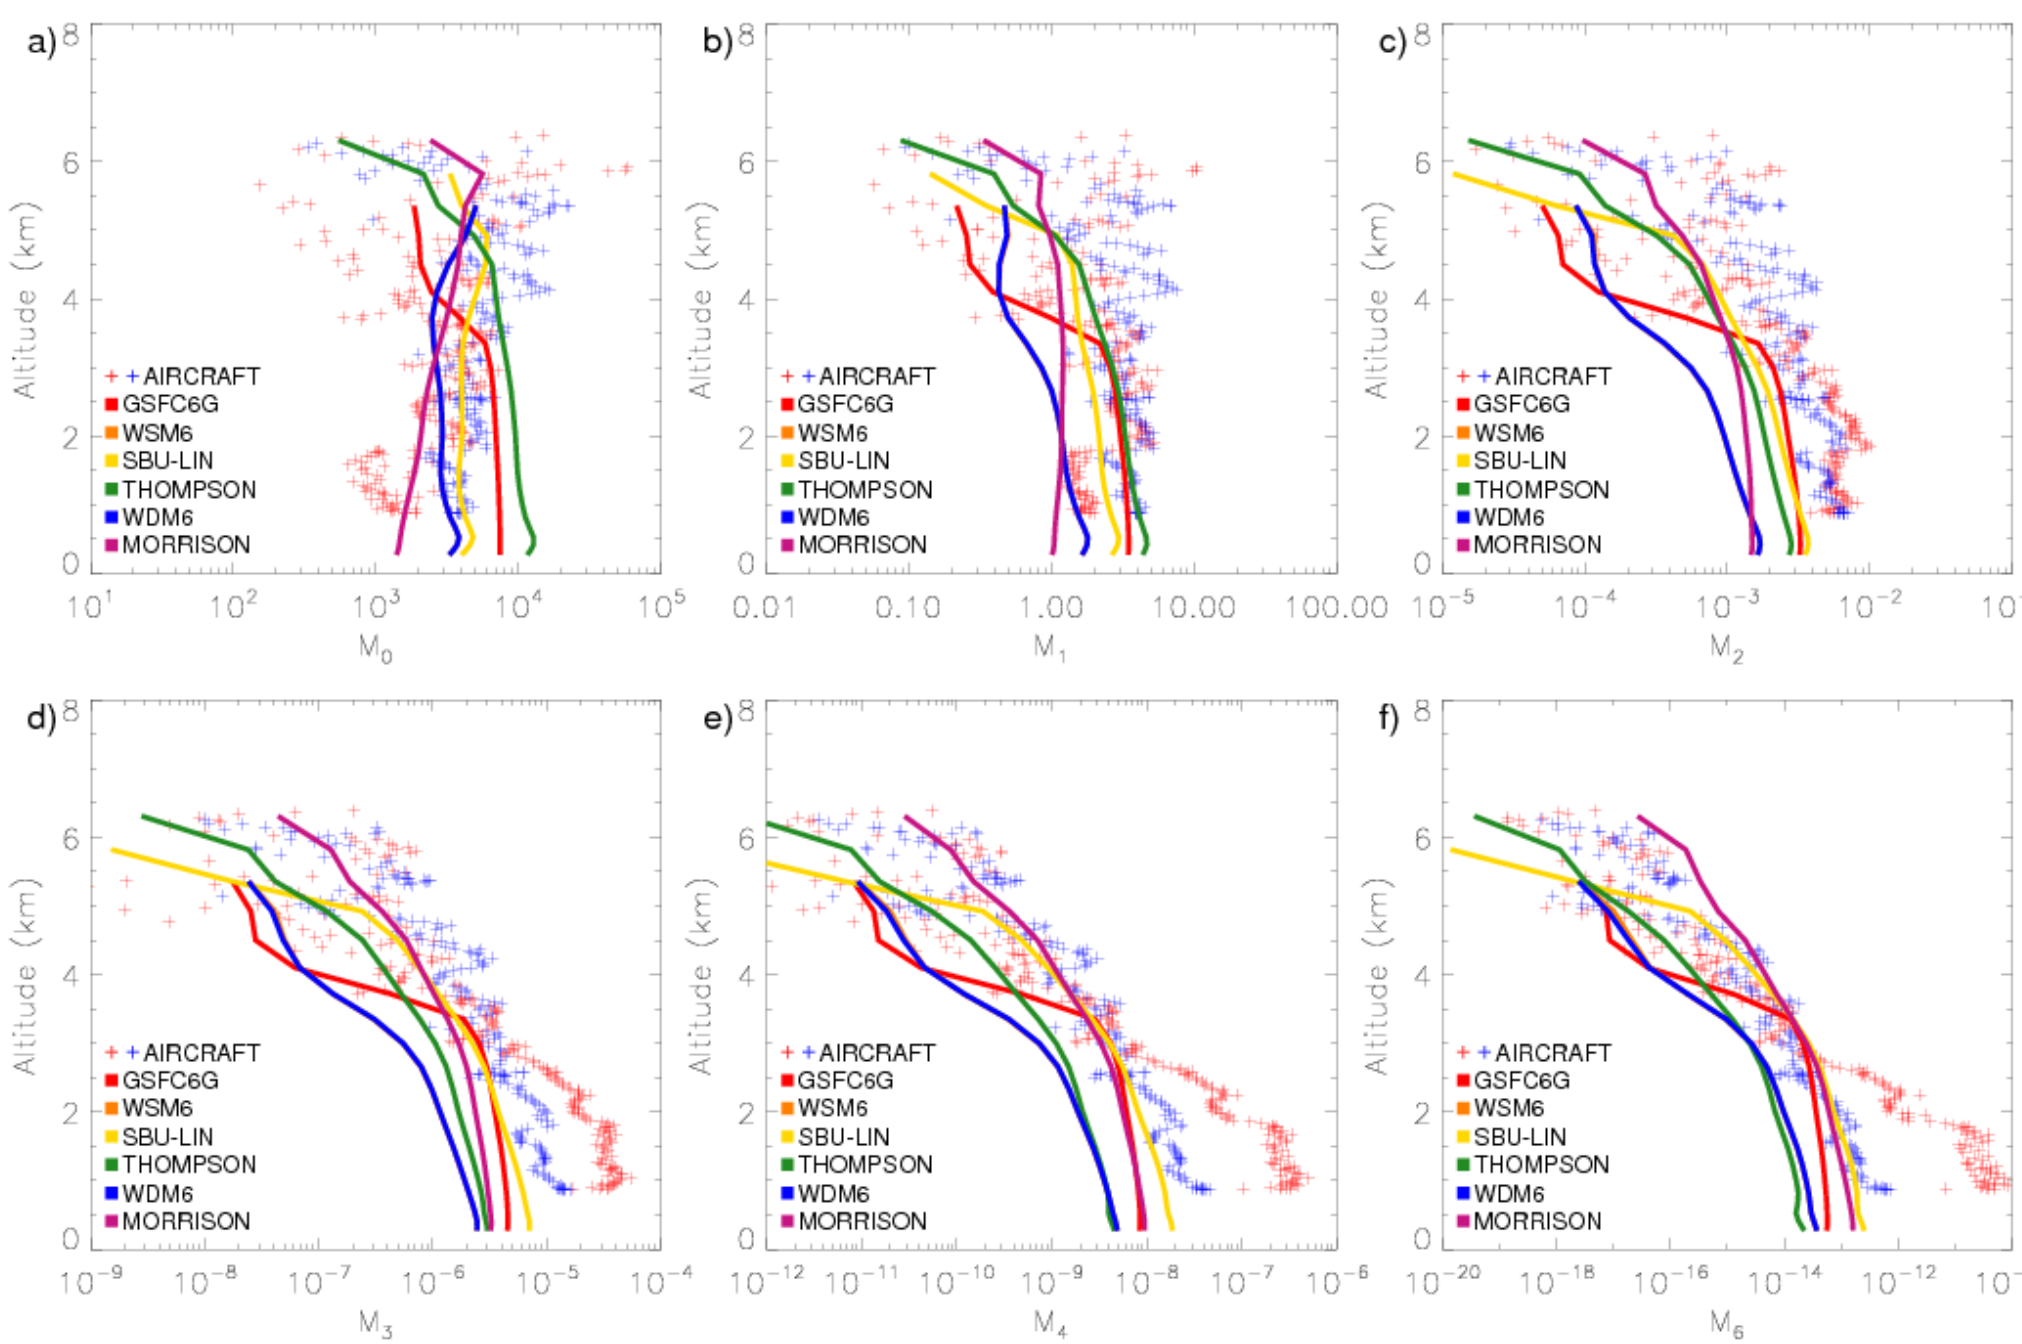 a)
8
6
4
2
0
Altitude (km)
+ + AIRCRAFT
GSFC6G
WSM6
SBU-LIN
THOMPSON
WDM6
MORRISON
10¹ 10² 10³ 10⁴ 10⁵
M₀
b)
8
6
4
2
0
Altitude (km)
+ + AIRCRAFT
GSFC6G
WSM6
SBU-LIN
THOMPSON
WDM6
MORRISON
0.01 0.10 1.00 10.00 100.00
M₁
c)
8
6
4
2
0
Altitude (km)
+ + AIRCRAFT
GSFC6G
WSM6
SBU-LIN
THOMPSON
WDM6
MORRISON
10⁻⁵ 10⁻⁴ 10⁻³ 10⁻² 10⁻
M₂
d)
8
6
4
2
0
Altitude (km)
+ + AIRCRAFT
GSFC6G
WSM6
SBU-LIN
THOMPSON
WDM6
MORRISON
10⁻⁹ 10⁻⁸ 10⁻⁷ 10⁻⁶ 10⁻⁵ 10⁻⁴
M₃
e)
8
6
4
2
0
Altitude (km)
+ + AIRCRAFT
GSFC6G
WSM6
SBU-LIN
THOMPSON
WDM6
MORRISON
10⁻¹² 10⁻¹¹ 10⁻¹⁰ 10⁻⁹ 10⁻⁸ 10⁻⁷ 10⁻⁶
M₄
f)
8
6
4
2
0
Altitude (km)
+ + AIRCRAFT
GSFC6G
WSM6
SBU-LIN
THOMPSON
WDM6
MORRISON
10⁻²⁰ 10⁻¹⁸ 10⁻¹⁶ 10⁻¹⁴ 10⁻¹² 10⁻
M₆